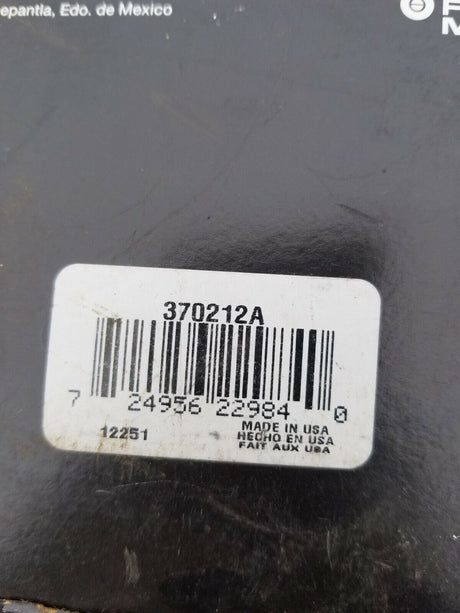 epantla, Edo. de Mexico
370212A
7 24956 22984 0
12251
MADE IN USA
HECHO EN USA
FAIT AUX USA